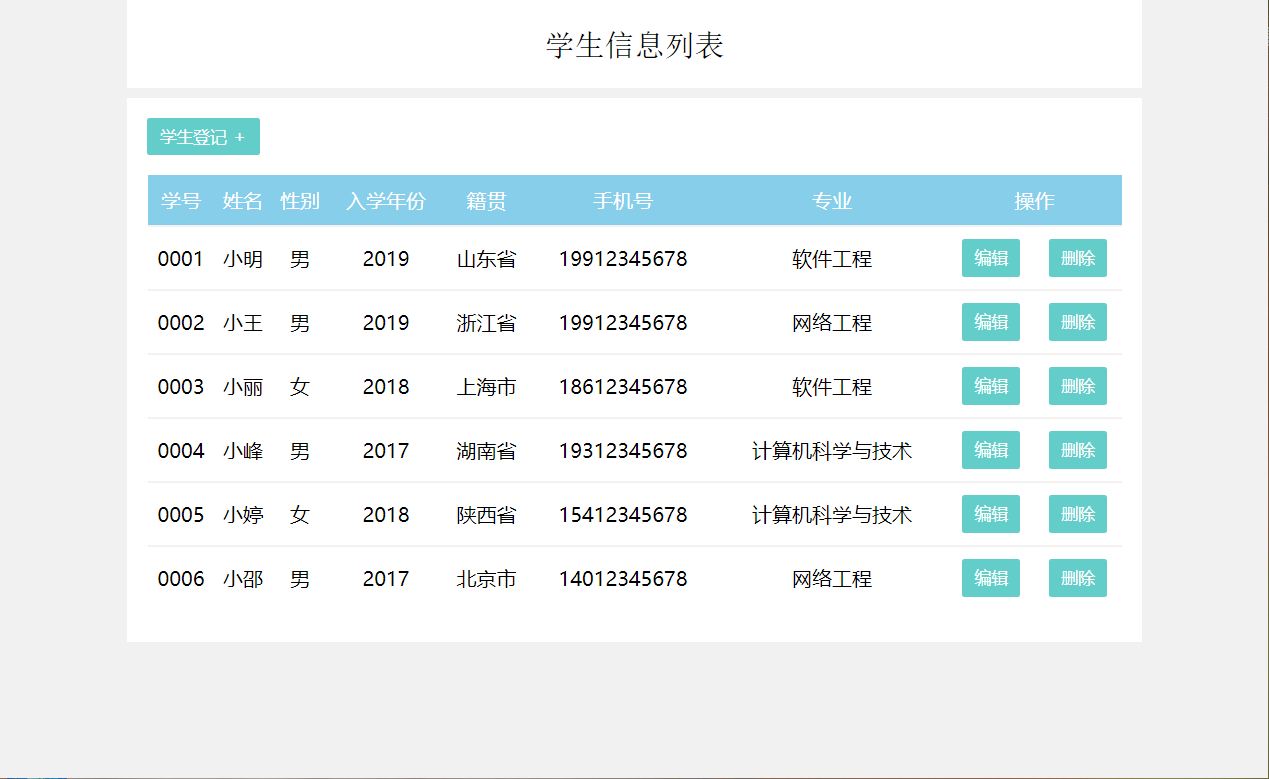 学生信息列表
学生登记 +
学号 姓名 性别 入学年份 籍贯 手机号 专业 操作
0001 小明 男 2019 山东省 19912345678 软件工程 编辑 删除
0002 小王 男 2019 浙江省 19912345678 网络工程 编辑 删除
0003 小丽 女 2018 上海市 18612345678 软件工程 编辑 删除
0004 小峰 男 2017 湖南省 19312345678 计算机科学与技术 编辑 删除
0005 小婷 女 2018 陕西省 15412345678 计算机科学与技术 编辑 删除
0006 小邵 男 2017 北京市 14012345678 网络工程 编辑 删除